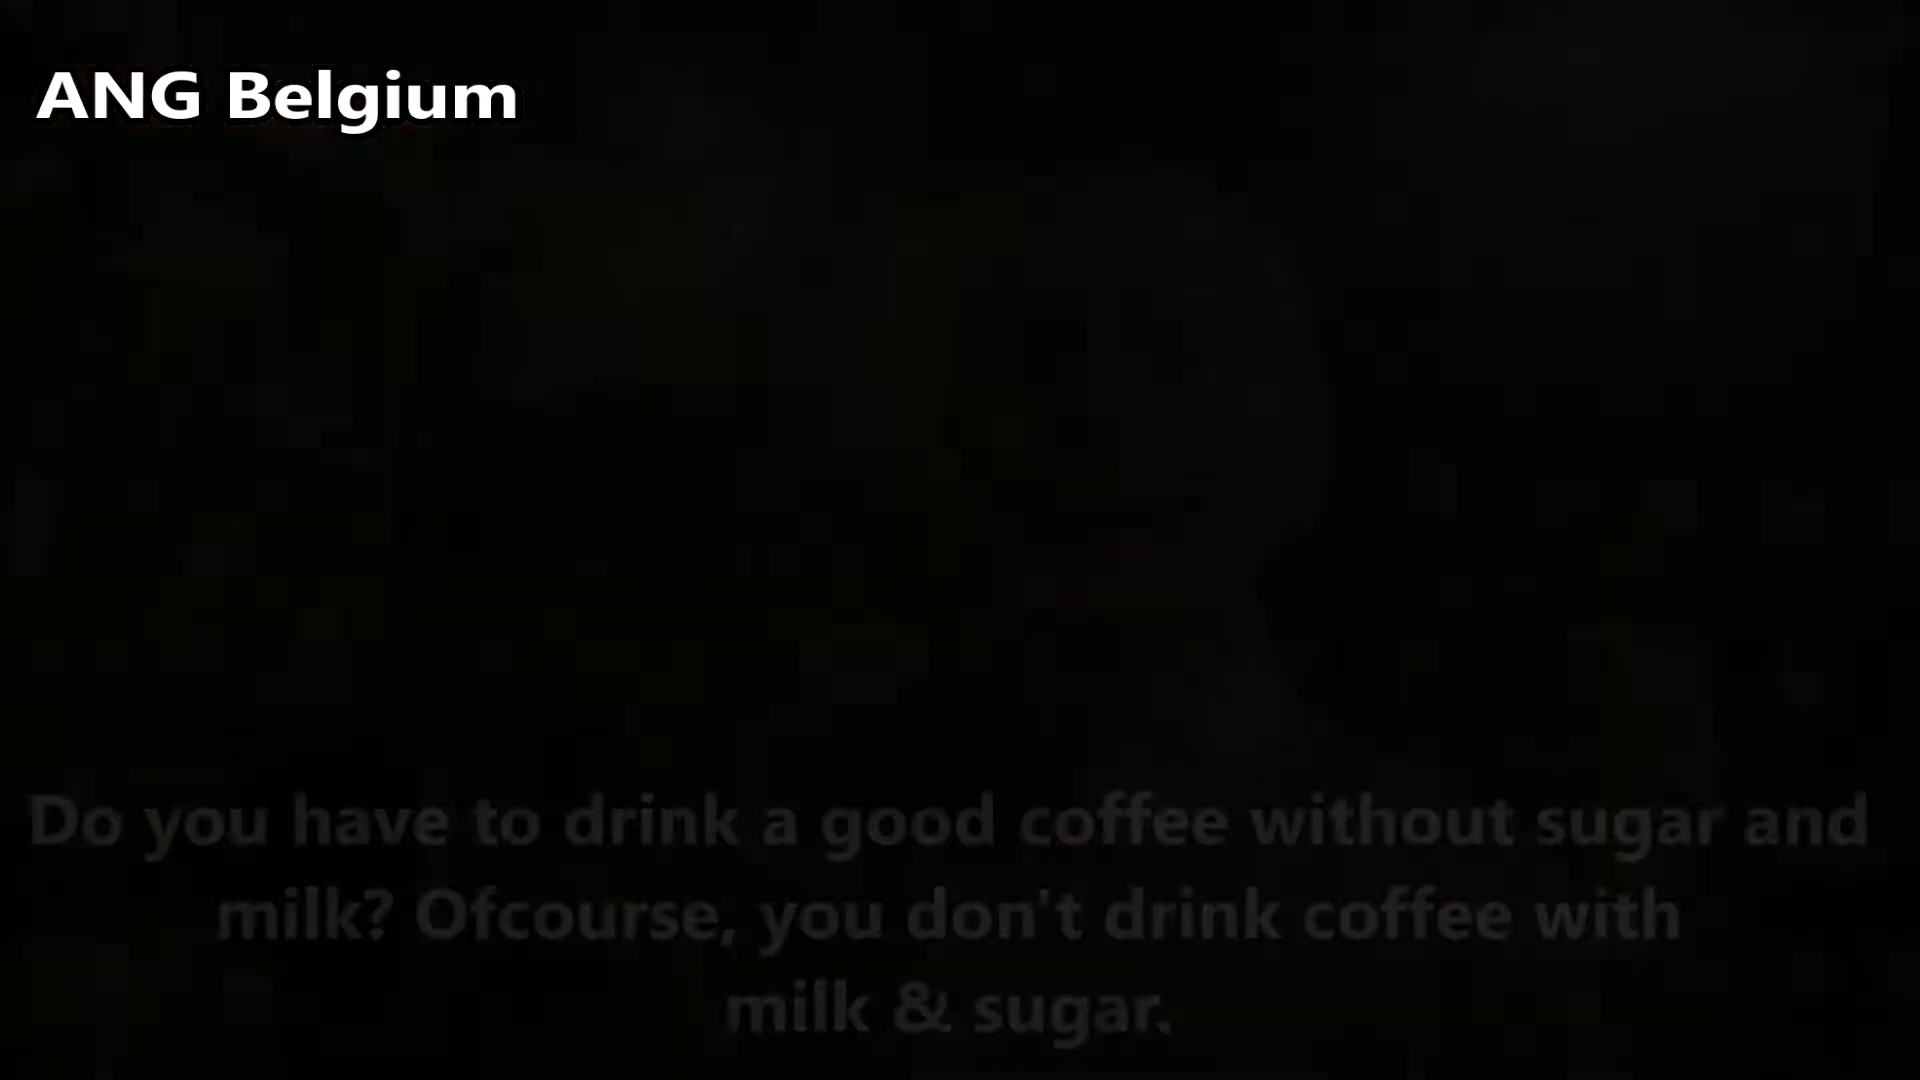 ANG Belgium
Do you have to drink a good coffee without sugar and
milk? Ofcourse, you don't drink coffee with
milk & sugar.